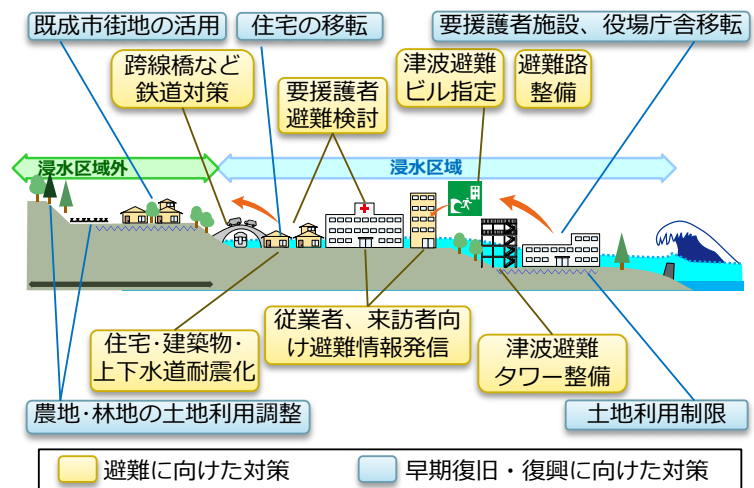 既成市街地の活用
住宅の移転
要援護者施設、役場庁舎移転
跨線橋など
鉄道対策
要援護者
避難検討
津波避難
ビル指定
避難路
整備
浸水区域外
浸水区域
住宅・建築物・
上下水道耐震化
従業者、来訪者向
け避難情報発信
津波避難
タワー整備
農地・林地の土地利用調整
土地利用制限
避難に向けた対策
早期復旧・復興に向けた対策